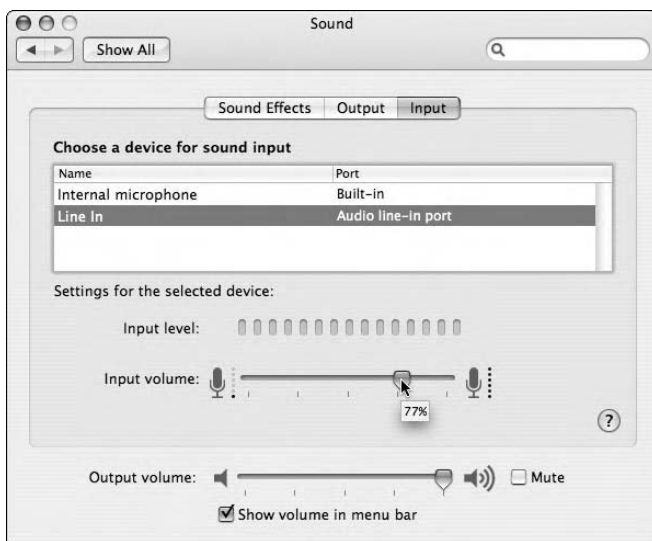 Sound
Show All
Sound Effects Output Input
Choose a device for sound input
Name Port
Internal microphone Built-in
Line In Audio line-in port
Settings for the selected device:
Input level:
Input volume:
77%
?
Output volume: Mute
Show volume in menu bar